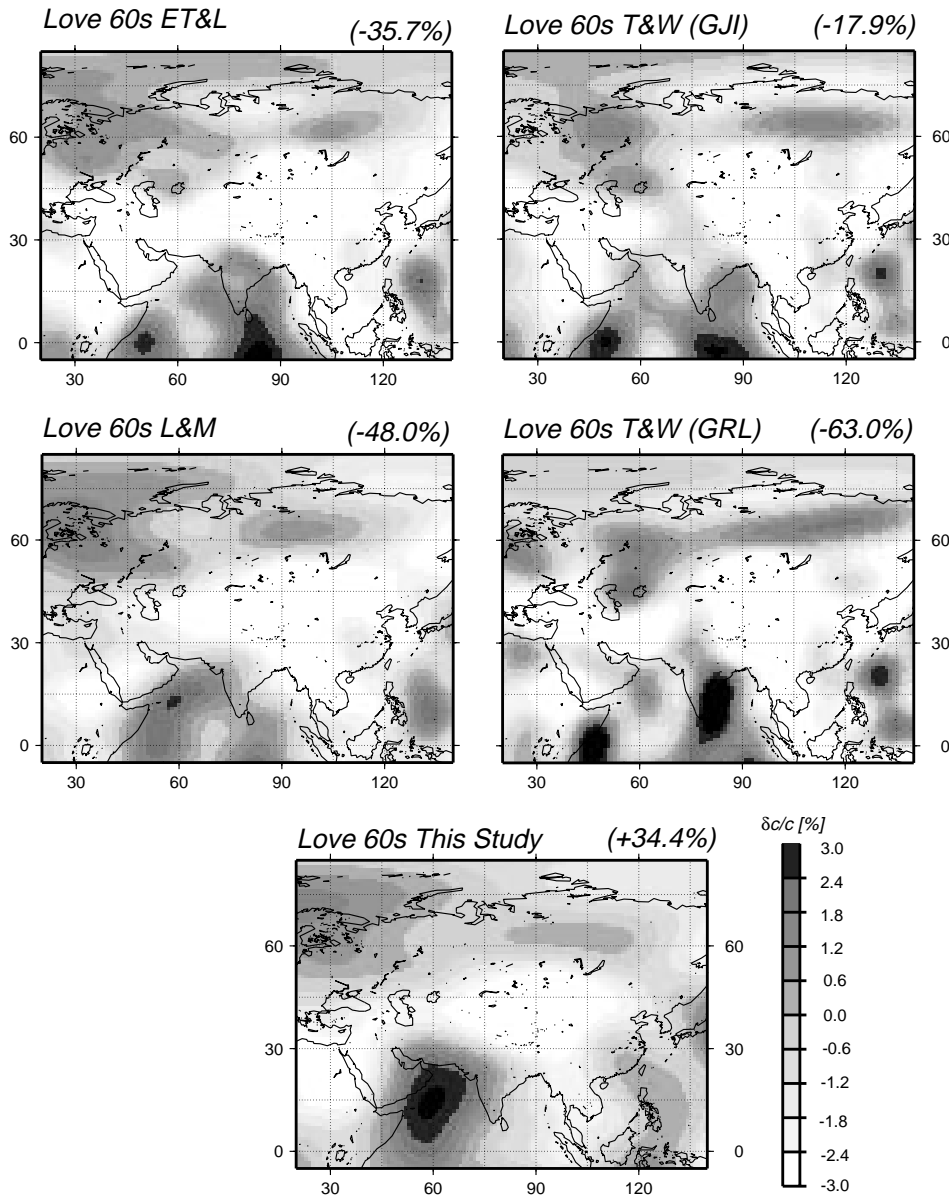 Love 60s ET&L (-35.7%)
Love 60s T&W (GJI) (-17.9%)
60 60
30 30
0 0
30 60 90 120
30 60 90 120
Love 60s L&M (-48.0%)
Love 60s T&W (GRL) (-63.0%)
60 60
30 30
0 0
30 60 90 120
30 60 90 120
Love 60s This Study (+34.4%)
60 60
30 30
0 0
30 60 90 120
δc/c [%]
3.0
2.4
1.8
1.2
0.6
0.0
-0.6
-1.2
-1.8
-2.4
-3.0